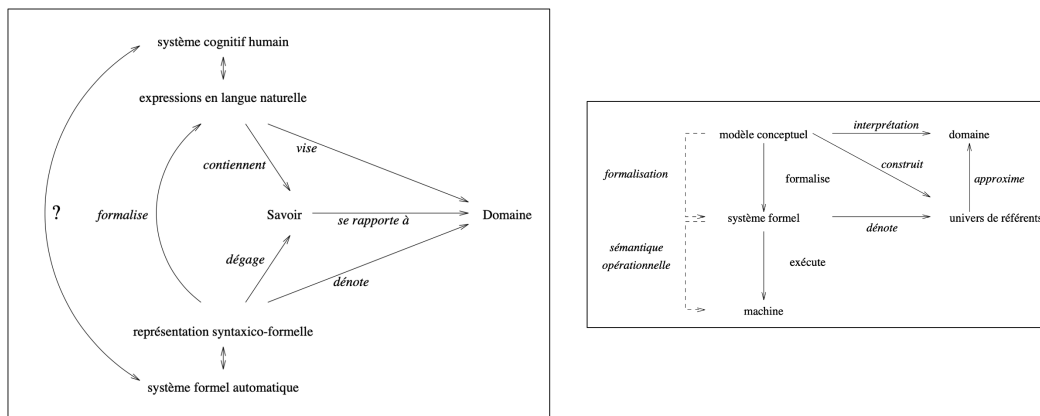 système cognitif humain
expressions en langue naturelle
vise
contiennent
?
formalise
Savoir
se rapporte à
Domaine
dégage
dénote
représentation syntaxico-formelle
système formel automatique
modèle conceptuel
interprétation
domaine
construit
formalisation
formalise
approxime
système formel
dénote
univers de référents
sémantique
opérationnelle
exécute
machine